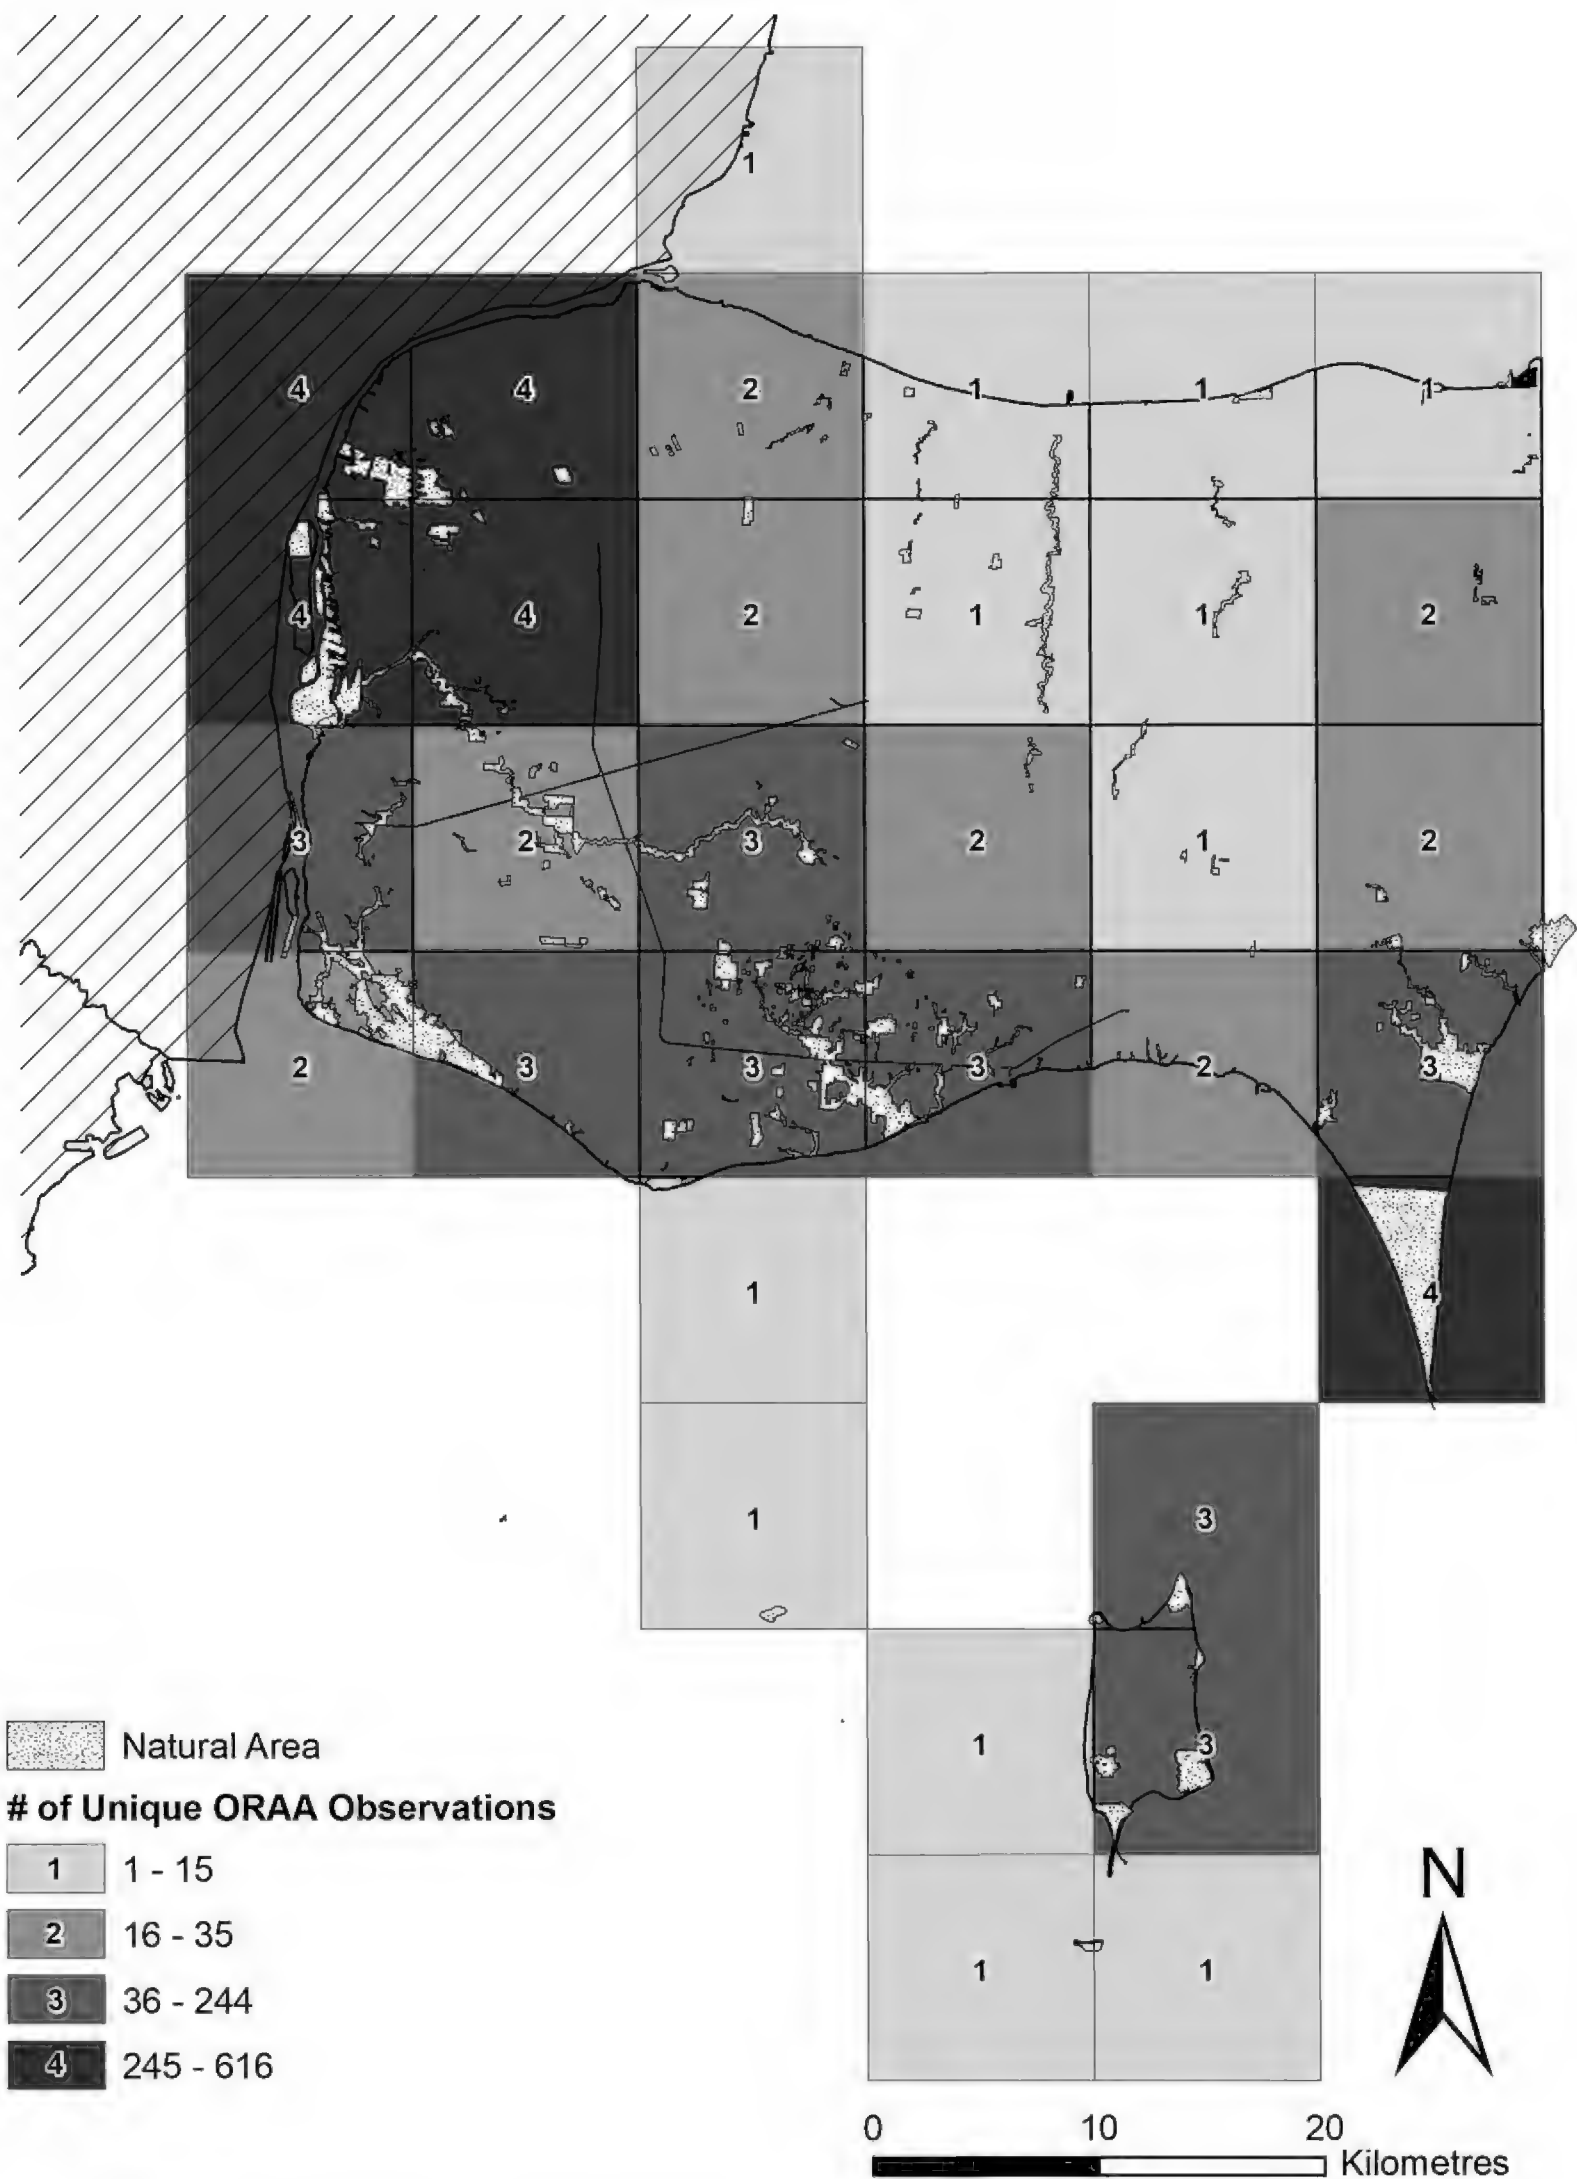 1
4 4 2 1 1 1
4 4 2 1 1 2
3 2 3 2 1 2
2 3 3 3 2 3
1 4
1 3
1 3
1 1
Natural Area
# of Unique ORAA Observations
1 1 - 15
2 16 - 35
3 36 - 244
4 245 - 616
N
0 10 20
Kilometres